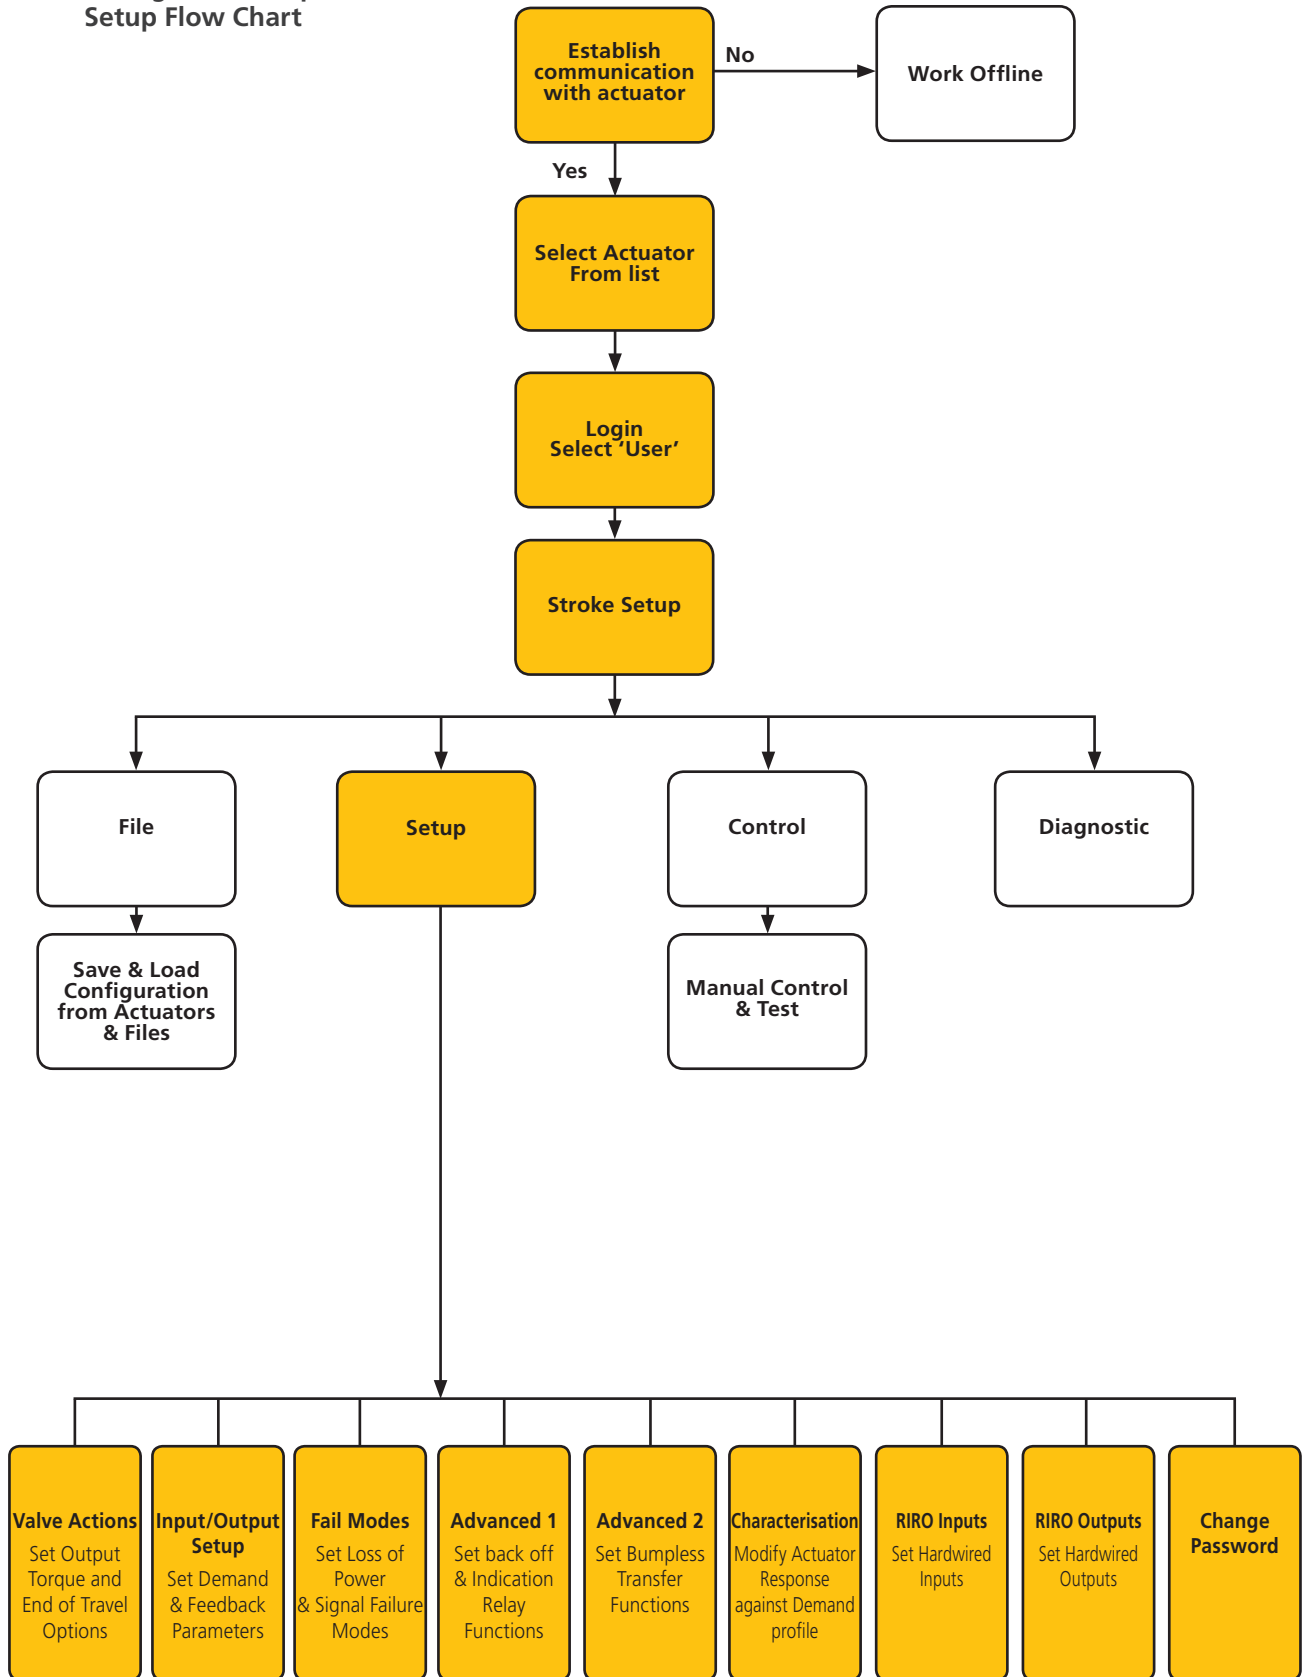 Setup Flow Chart
Establish
communication
with actuator
No
Work Offline
Yes
Select Actuator
From list
Login
Select ‘User’
Stroke Setup
File
Setup
Control
Diagnostic
Save & Load
Configuration
from Actuators
& Files
Manual Control
& Test
Valve Actions
Set Output
Torque and
End of Travel
Options
Input/Output
Setup
Set Demand
& Feedback
Parameters
Fail Modes
Set Loss of
Power
& Signal Failure
Modes
Advanced 1
Set back off
& Indication
Relay
Functions
Advanced 2
Set Bumpless
Transfer
Functions
Characterisation
Modify Actuator
Response
against Demand
profile
RIRO Inputs
Set Hardwired
Inputs
RIRO Outputs
Set Hardwired
Outputs
Change
Password